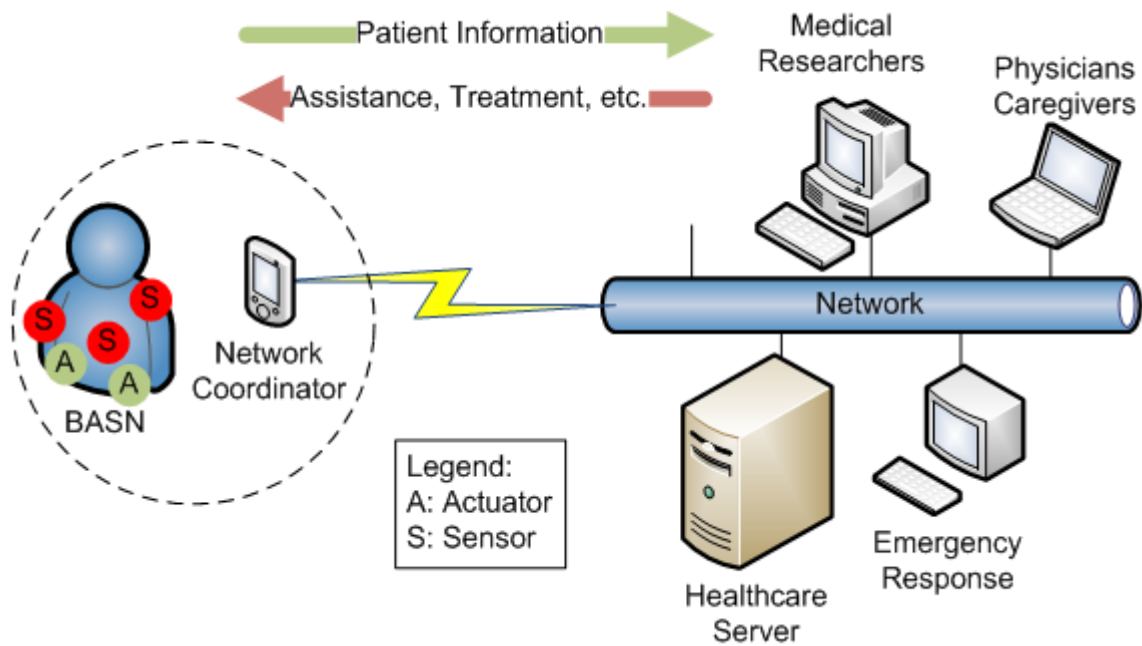 Patient Information
Assistance, Treatment, etc.
Medical
Researchers
Physicians
Caregivers
S
S
S
A
A
BASN
Network
Coordinator
Network
Legend:
A: Actuator
S: Sensor
Healthcare
Server
Emergency
Response